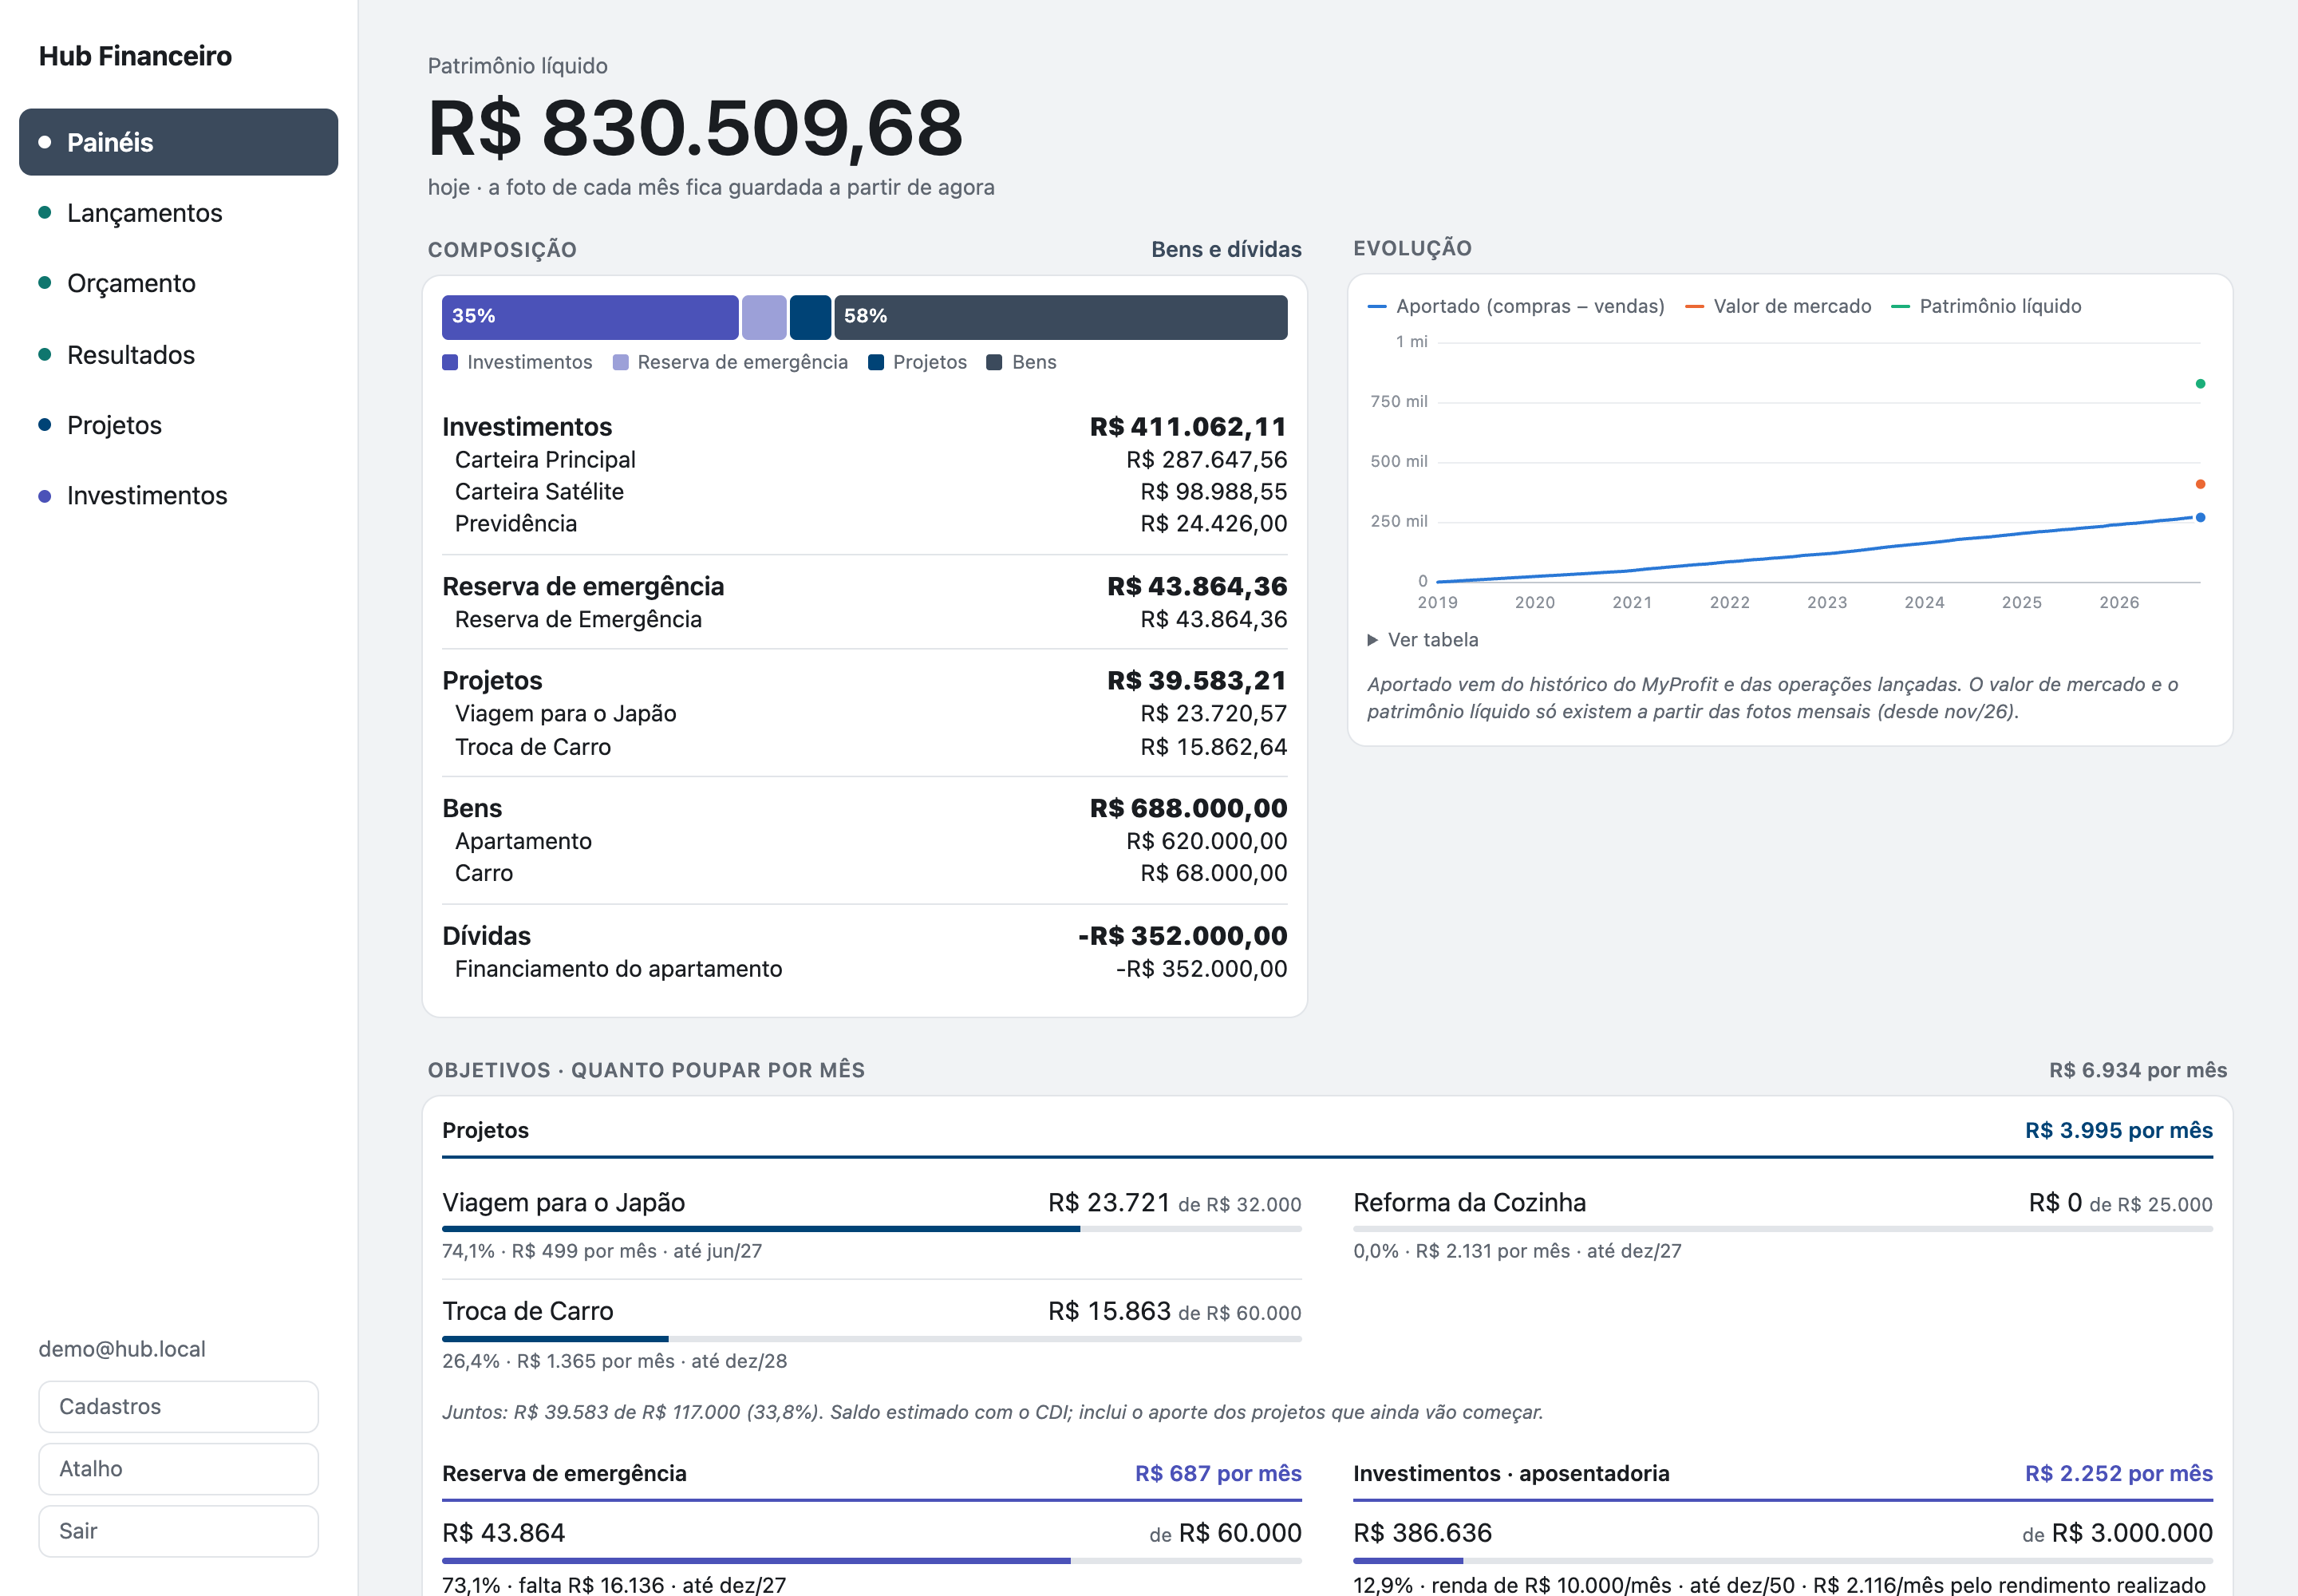 Hub Financeiro
Painéis
Lançamentos
Orçamento
Resultados
Projetos
Investimentos
demo@hub.local
Cadastros
Atalho
Sair
Patrimônio líquido
R$ 830.509,68
hoje · a foto de cada mês fica guardada a partir de agora
COMPOSIÇÃO Bens e dívidas
35% 58%
Investimentos Reserva de emergência Projetos Bens
Investimentos R$ 411.062,11
Carteira Principal R$ 287.647,56
Carteira Satélite R$ 98.988,55
Previdência R$ 24.426,00
Reserva de emergência R$ 43.864,36
Reserva de Emergência R$ 43.864,36
Projetos R$ 39.583,21
Viagem para o Japão R$ 23.720,57
Troca de Carro R$ 15.862,64
Bens R$ 688.000,00
Apartamento R$ 620.000,00
Carro R$ 68.000,00
Dívidas -R$ 352.000,00
Financiamento do apartamento -R$ 352.000,00
EVOLUÇÃO
Aportado (compras – vendas) Valor de mercado Patrimônio líquido
1 mi
750 mil
500 mil
250 mil
0
2019 2020 2021 2022 2023 2024 2025 2026
▶ Ver tabela
Aportado vem do histórico do MyProfit e das operações lançadas. O valor de mercado e o
patrimônio líquido só existem a partir das fotos mensais (desde nov/26).
OBJETIVOS · QUANTO POUPAR POR MÊS R$ 6.934 por mês
Projetos R$ 3.995 por mês
Viagem para o Japão R$ 23.721 de R$ 32.000
74,1% · R$ 499 por mês · até jun/27
Reforma da Cozinha R$ 0 de R$ 25.000
0,0% · R$ 2.131 por mês · até dez/27
Troca de Carro R$ 15.863 de R$ 60.000
26,4% · R$ 1.365 por mês · até dez/28
Juntos: R$ 39.583 de R$ 117.000 (33,8%). Saldo estimado com o CDI; inclui o aporte dos projetos que ainda vão começar.
Reserva de emergência R$ 687 por mês
R$ 43.864 de R$ 60.000
73,1% · falta R$ 16.136 · até dez/27
Investimentos · aposentadoria R$ 2.252 por mês
R$ 386.636 de R$ 3.000.000
12,9% · renda de R$ 10.000/mês · até dez/50 · R$ 2.116/mês pelo rendimento realizado